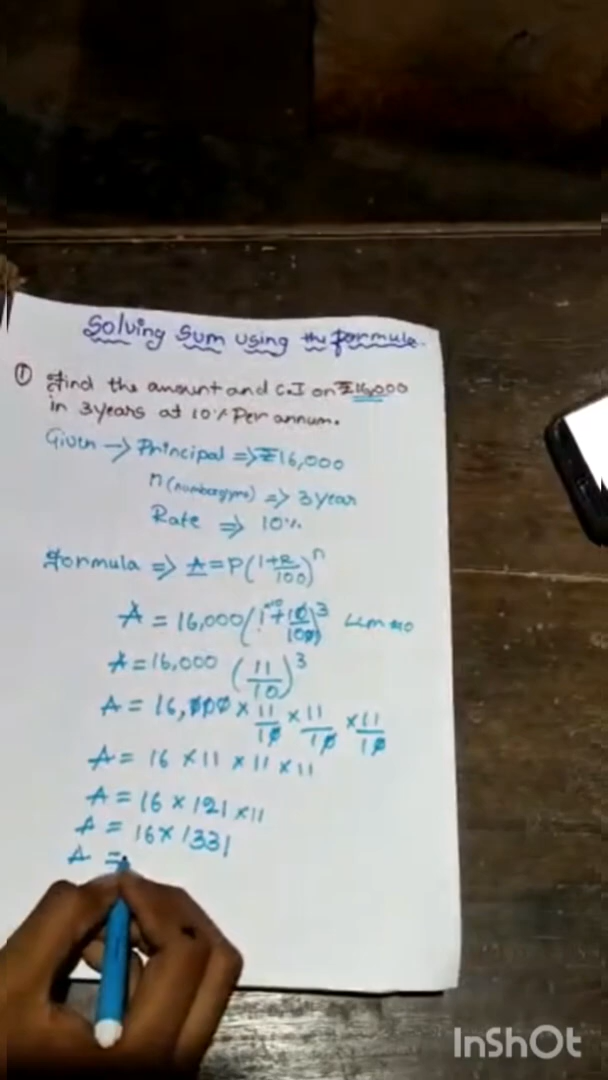 Solving Sum using the formula.
① Find the amount and C.I on ₹16,000
in 3years at 10% Per annum.
Given → Principal ⇒ ₹16,000
n ⇒ 3 year
Rate ⇒ 10%
formula ⇒ A=P(1+R/100)ⁿ
A = 16,000(1+10/100)³
A=16,000 (11/10)³
A = 16,000 × 11/10 × 11/10 × 11/10
A = 16 × 11 × 11 × 11
A = 16 × 121 × 11
A = 16× 1331
A =
InShOt